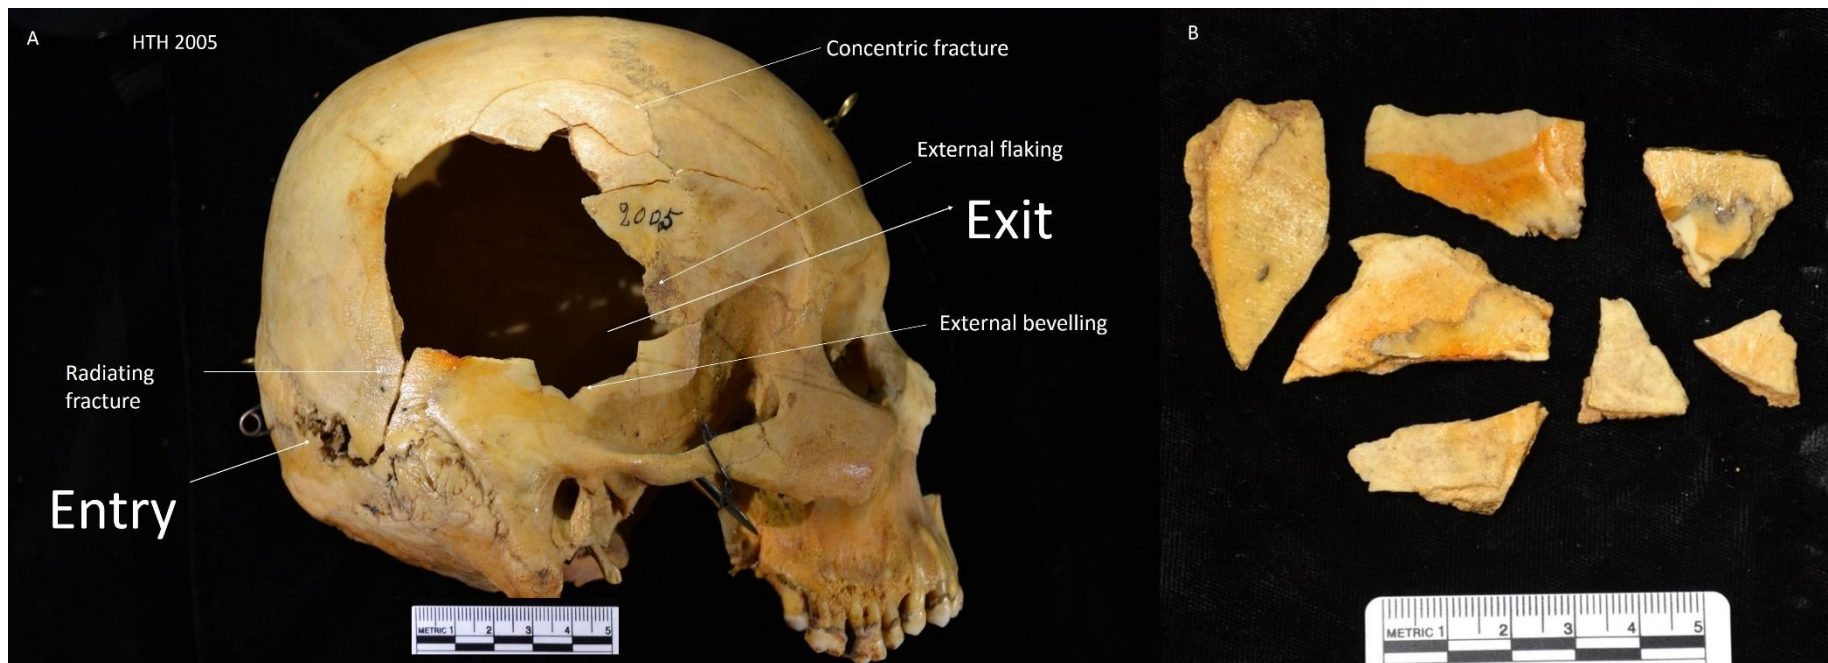 A
HTH 2005
Concentric fracture
External flaking
2005
Exit
External bevelling
Radiating
fracture
Entry
METRIC 1 2 3 4 5
B
METRIC 1 2 3 4 5